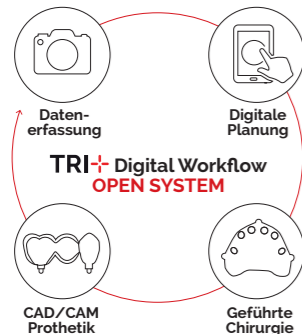 Daten-
erfassung
Digitale
Planung
TRI+ Digital Workflow
OPEN SYSTEM
CAD/CAM
Prothetik
Geführte
Chirurgie